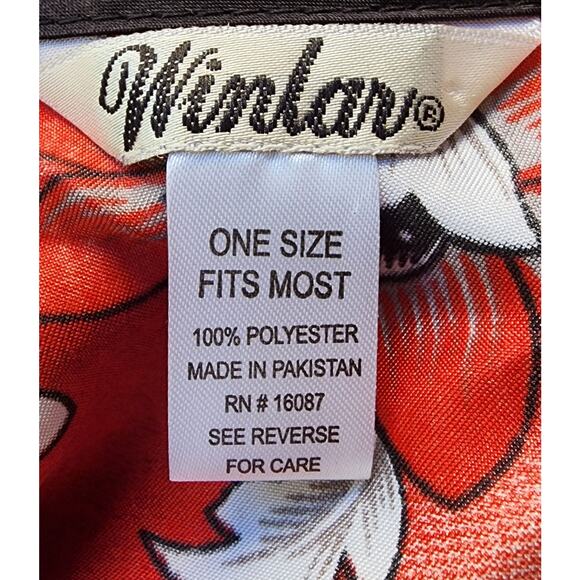 Winlar®
ONE SIZE
FITS MOST
100% POLYESTER
MADE IN PAKISTAN
RN # 16087
SEE REVERSE
FOR CARE